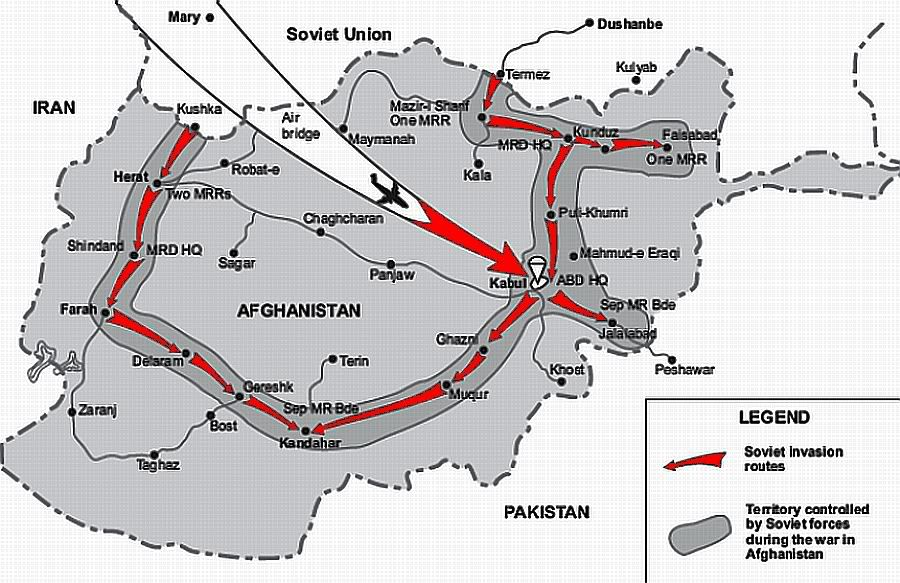 Mary
Soviet Union
Dushanbe
IRAN
Termez
Kulyab
Kushka
Air
bridge
Mazir-i Sharif
One MRR
Maymanah
MRD HQ
Kunduz
Faisabad
One MRR
Kala
Robat-e
Herat
Two MRRs
Chaghcharan
Puli-Khumri
Shindand
MRD HQ
Sagar
Panjaw
Mahmud-e Eraqi
Kabul
ABD HQ
Farah
AFGHANISTAN
Sep MR Bde
Jalalabad
Ghazni
Delaram
Terin
Khost
Peshawar
Gereshk
Muqur
Zaranj
Bost
Sep MR Bde
Kandahar
Taghaz
PAKISTAN
LEGEND
Soviet invasion
routes
Territory controlled
by Soviet forces
during the war in
Afghanistan